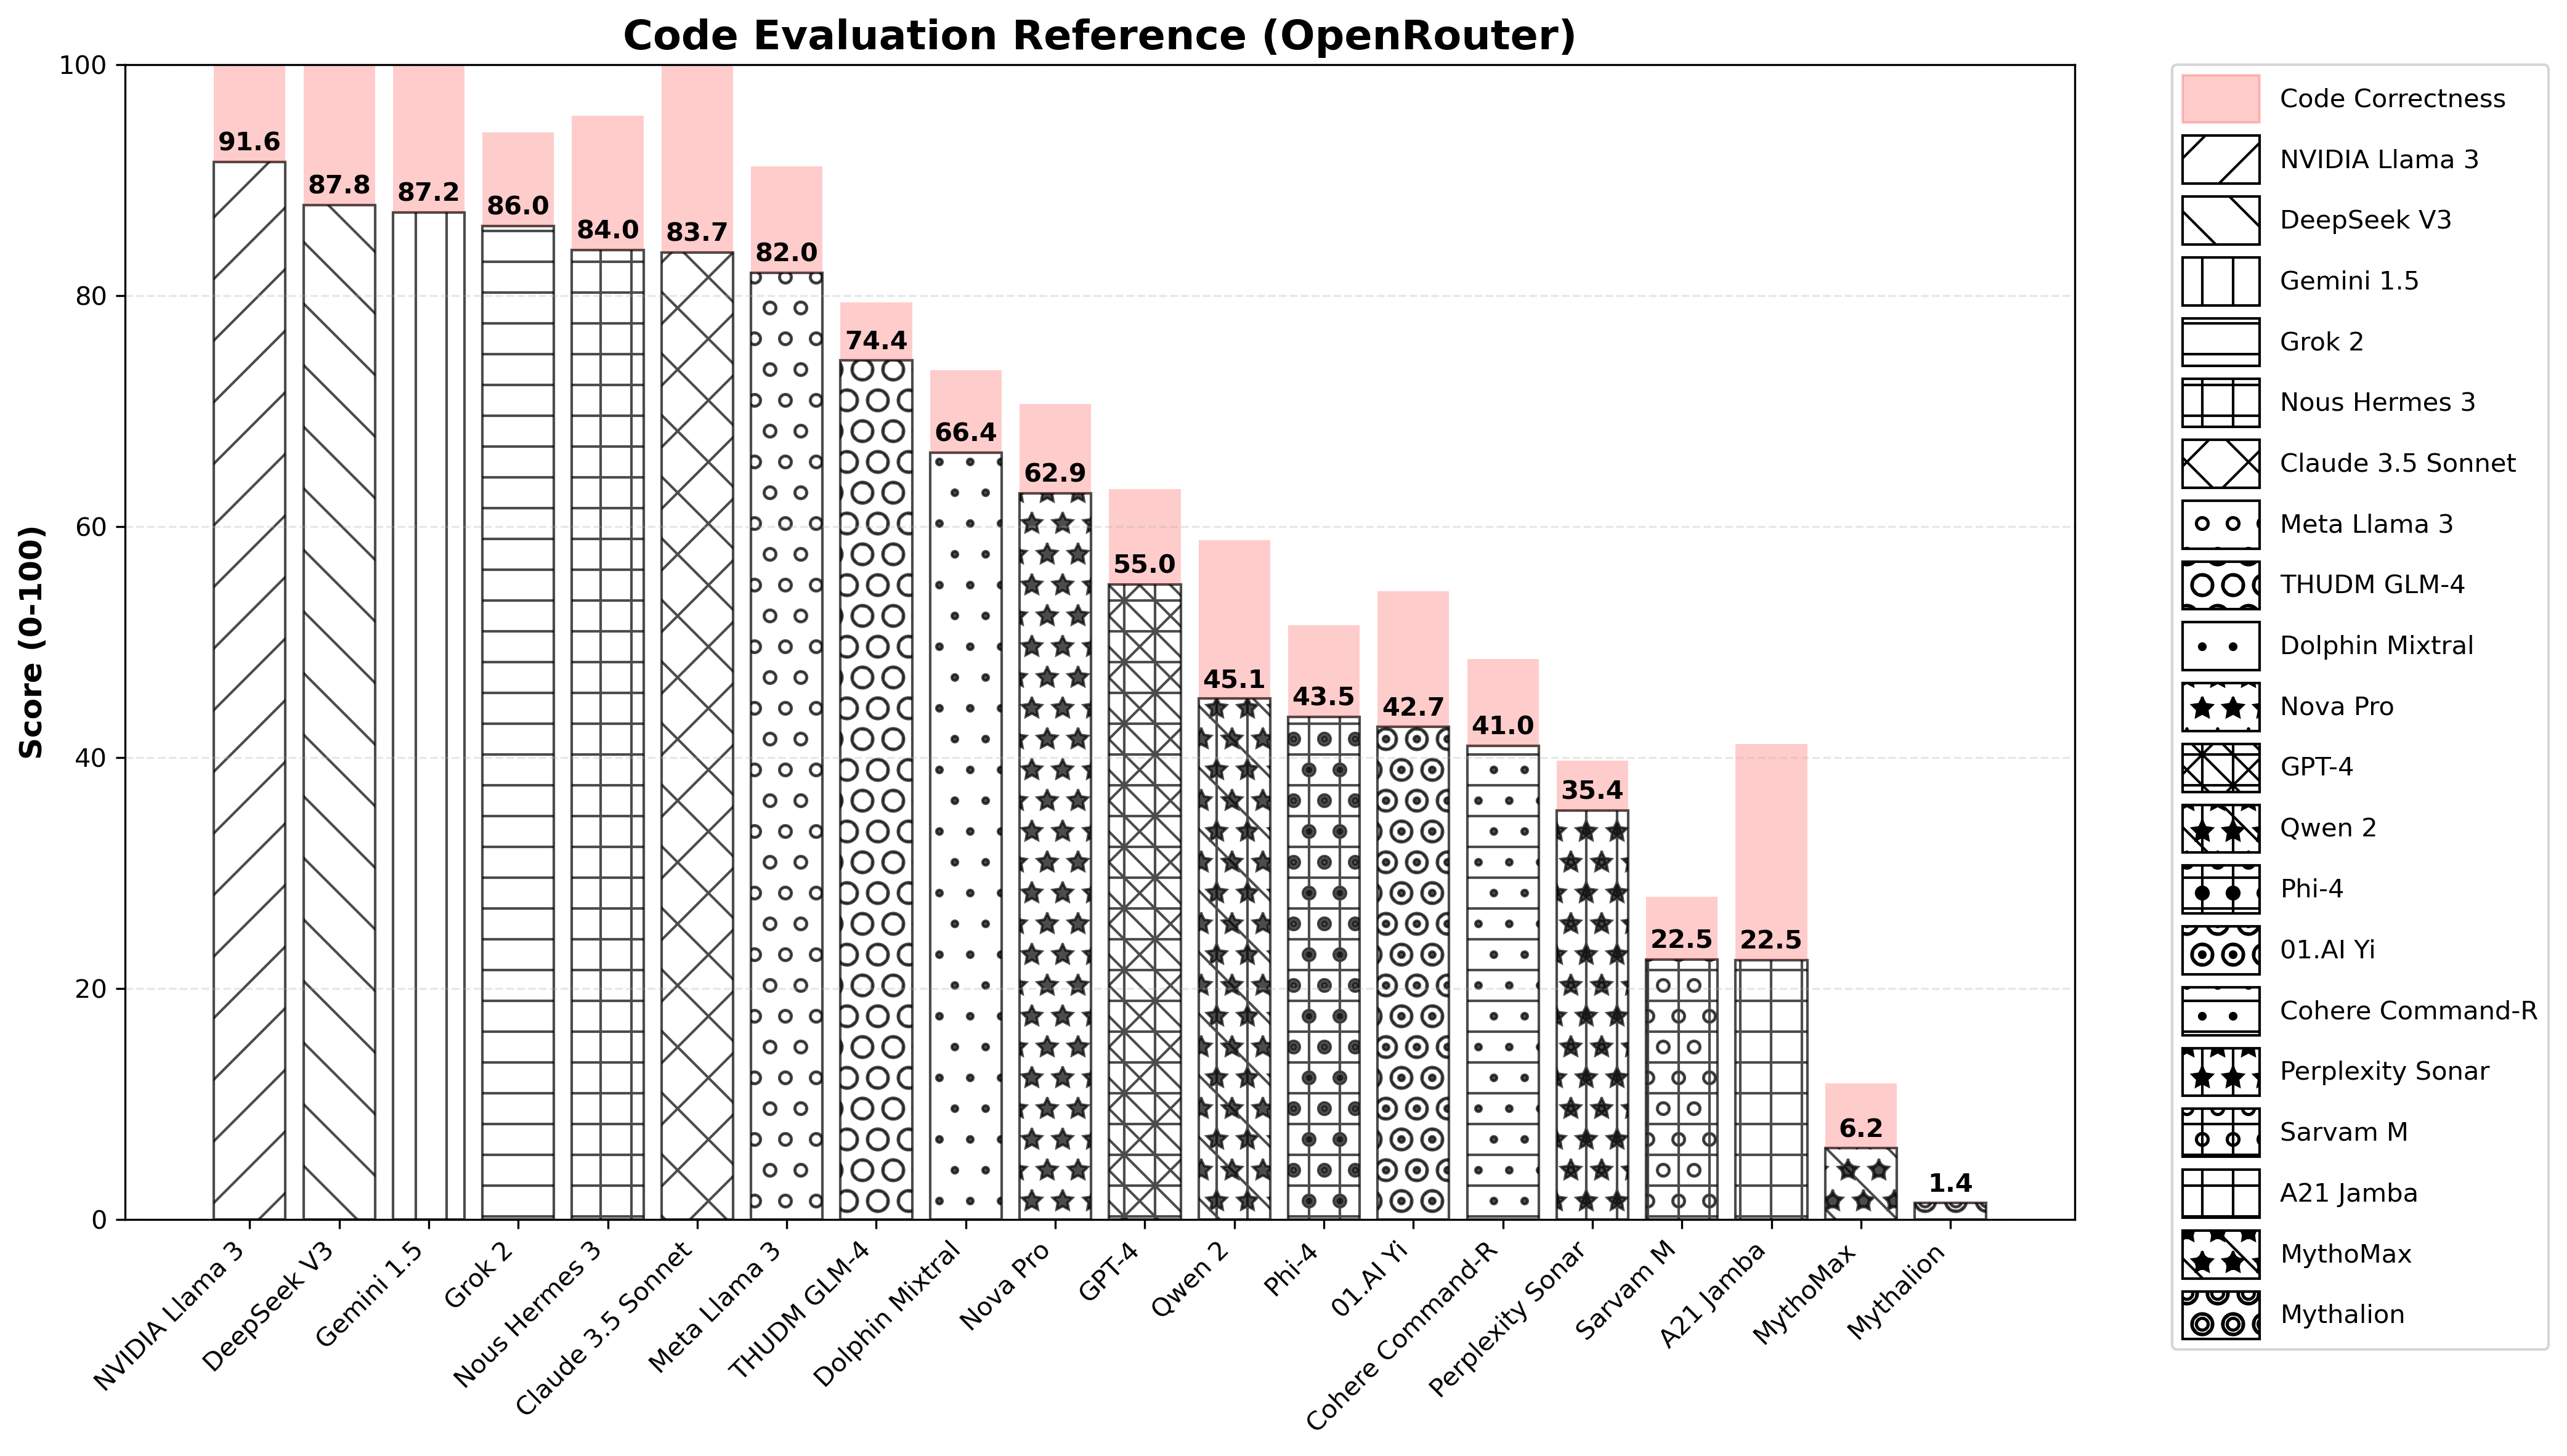 Code Evaluation Reference (OpenRouter)
Score (0-100)
100
80
60
40
20
0
91.6
87.8
87.2
86.0
84.0
83.7
82.0
74.4
66.4
62.9
55.0
45.1
43.5
42.7
41.0
35.4
22.5
22.5
6.2
1.4
NVIDIA Llama 3
DeepSeek V3
Gemini 1.5
Grok 2
Nous Hermes 3
Claude 3.5 Sonnet
Meta Llama 3
THUDM GLM-4
Dolphin Mixtral
Nova Pro
GPT-4
Qwen 2
Phi-4
01.AI Yi
Cohere Command-R
Perplexity Sonar
Sarvam M
A21 Jamba
MythoMax
Mythalion
Code Correctness
NVIDIA Llama 3
DeepSeek V3
Gemini 1.5
Grok 2
Nous Hermes 3
Claude 3.5 Sonnet
Meta Llama 3
THUDM GLM-4
Dolphin Mixtral
Nova Pro
GPT-4
Qwen 2
Phi-4
01.AI Yi
Cohere Command-R
Perplexity Sonar
Sarvam M
A21 Jamba
MythoMax
Mythalion